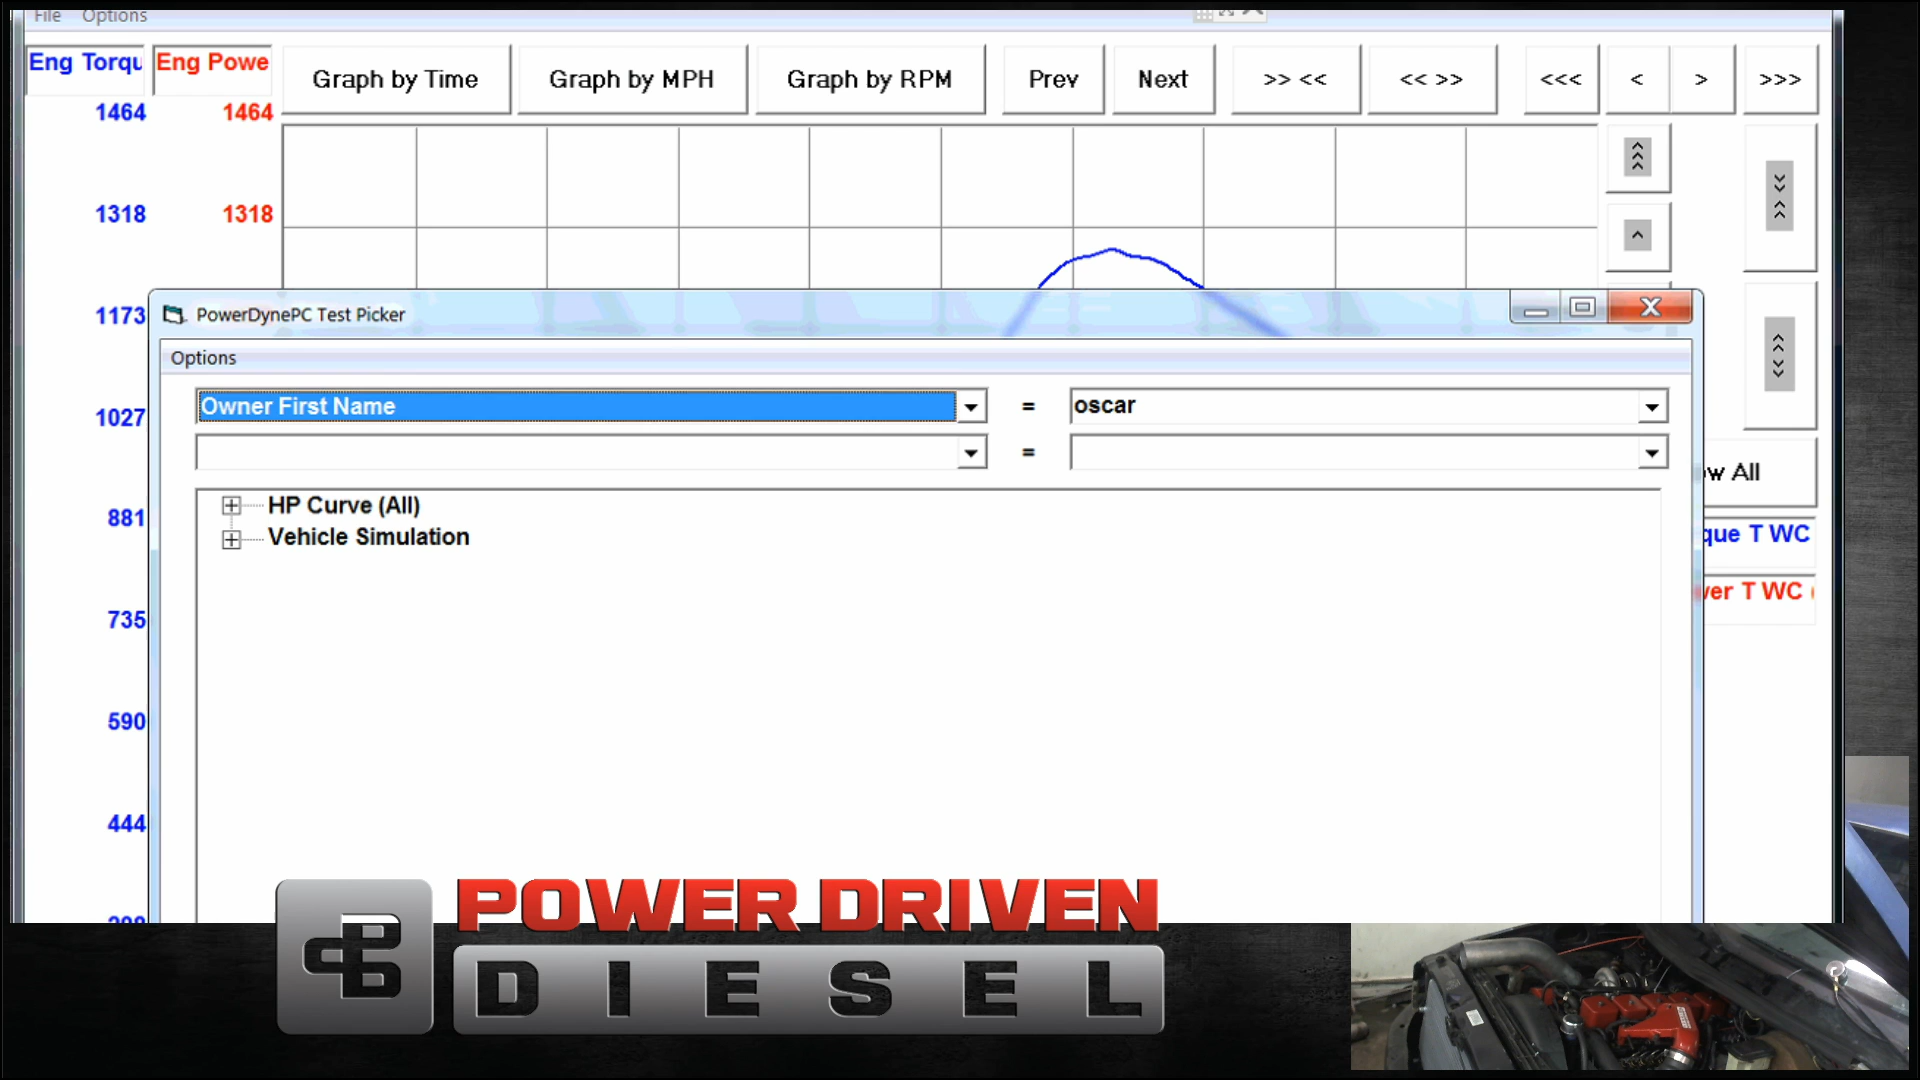 File Options
Eng Torqu Eng Powe Graph by Time Graph by MPH Graph by RPM Prev Next >> << << >> <<< < > >>>
1464 1464
1318 1318
1173
PowerDynePC Test Picker
Options
1027
Owner First Name = oscar
=
ow All
881
HP Curve (All)
Vehicle Simulation
que T WC
ver T WC
735
590
444
POWER DRIVEN
DIESEL